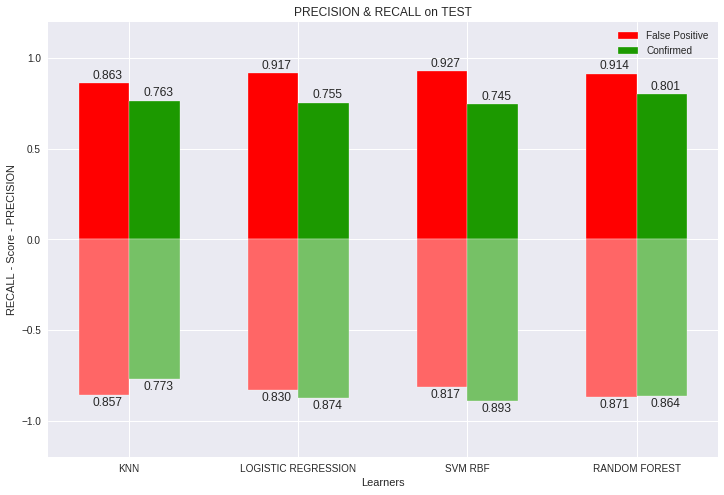 PRECISION & RECALL on TEST
False Positive
Confirmed
RECALL - Score - PRECISION
1.0
0.5
0.0
−0.5
−1.0
0.863
0.763
0.917
0.755
0.927
0.745
0.914
0.801
0.857
0.773
0.830
0.874
0.817
0.893
0.871
0.864
KNN
LOGISTIC REGRESSION
SVM RBF
RANDOM FOREST
Learners